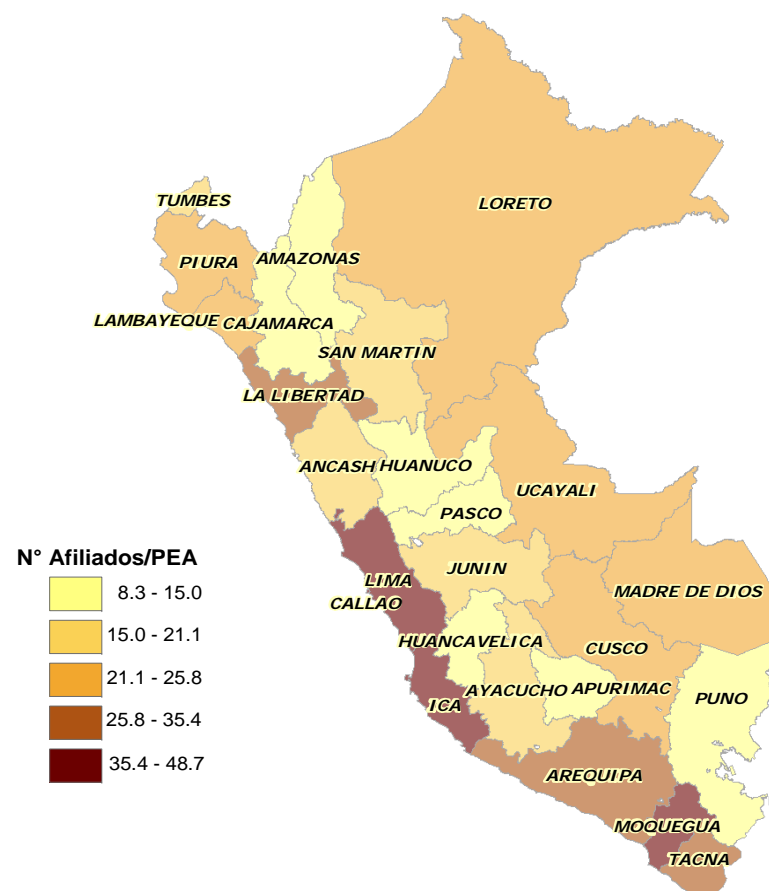 LORETO
TUMBES
AMAZONAS
PIURA
LAMBAYEQUE
CAJAMARCA
SAN MARTIN
LA LIBERTAD
ANCASH
HUANUCO
UCAYALI
PASCO
N° Afiliados/PEA
8.3 - 15.0
15.0 - 21.1
21.1 - 25.8
25.8 - 35.4
35.4 - 48.7
JUNIN
LIMA
MADRE DE DIOS
CALLAO
HUANCAVELICA
CUSCO
AYACUCHO
APURIMAC
PUNO
ICA
AREQUIPA
MOQUEGUA
TACNA